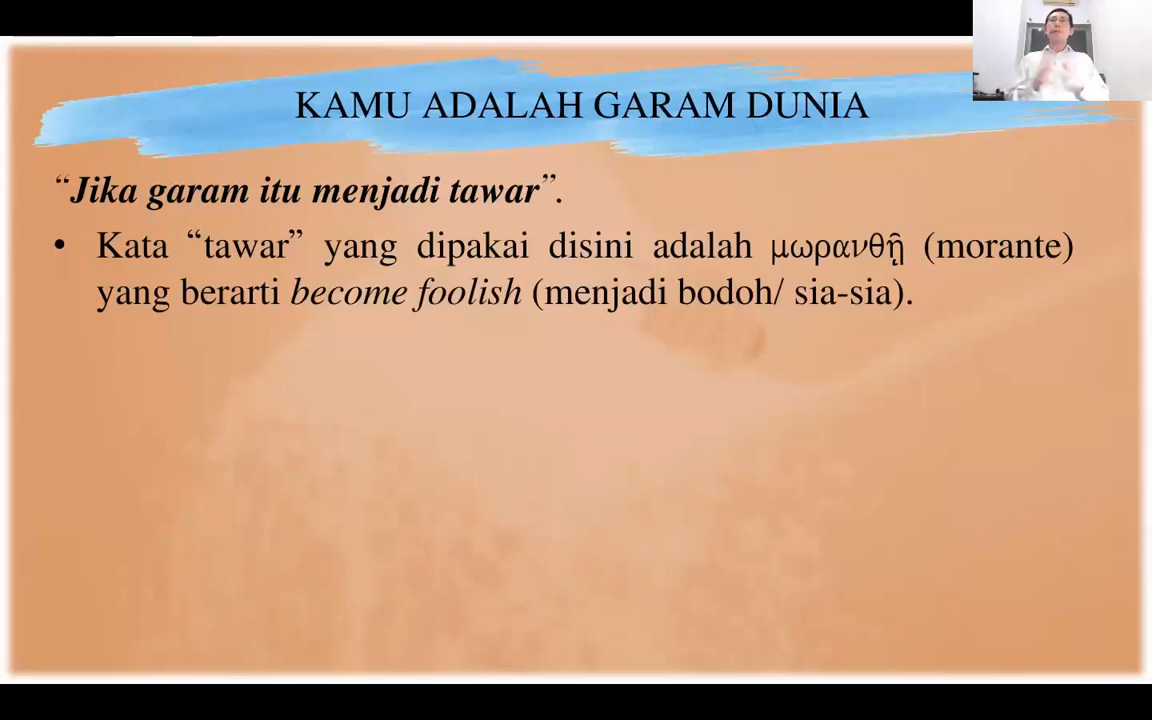 KAMU ADALAH GARAM DUNIA
“Jika garam itu menjadi tawar”.
• Kata “tawar” yang dipakai disini adalah μωρανθῇ (morante)
yang berarti become foolish (menjadi bodoh/ sia-sia).